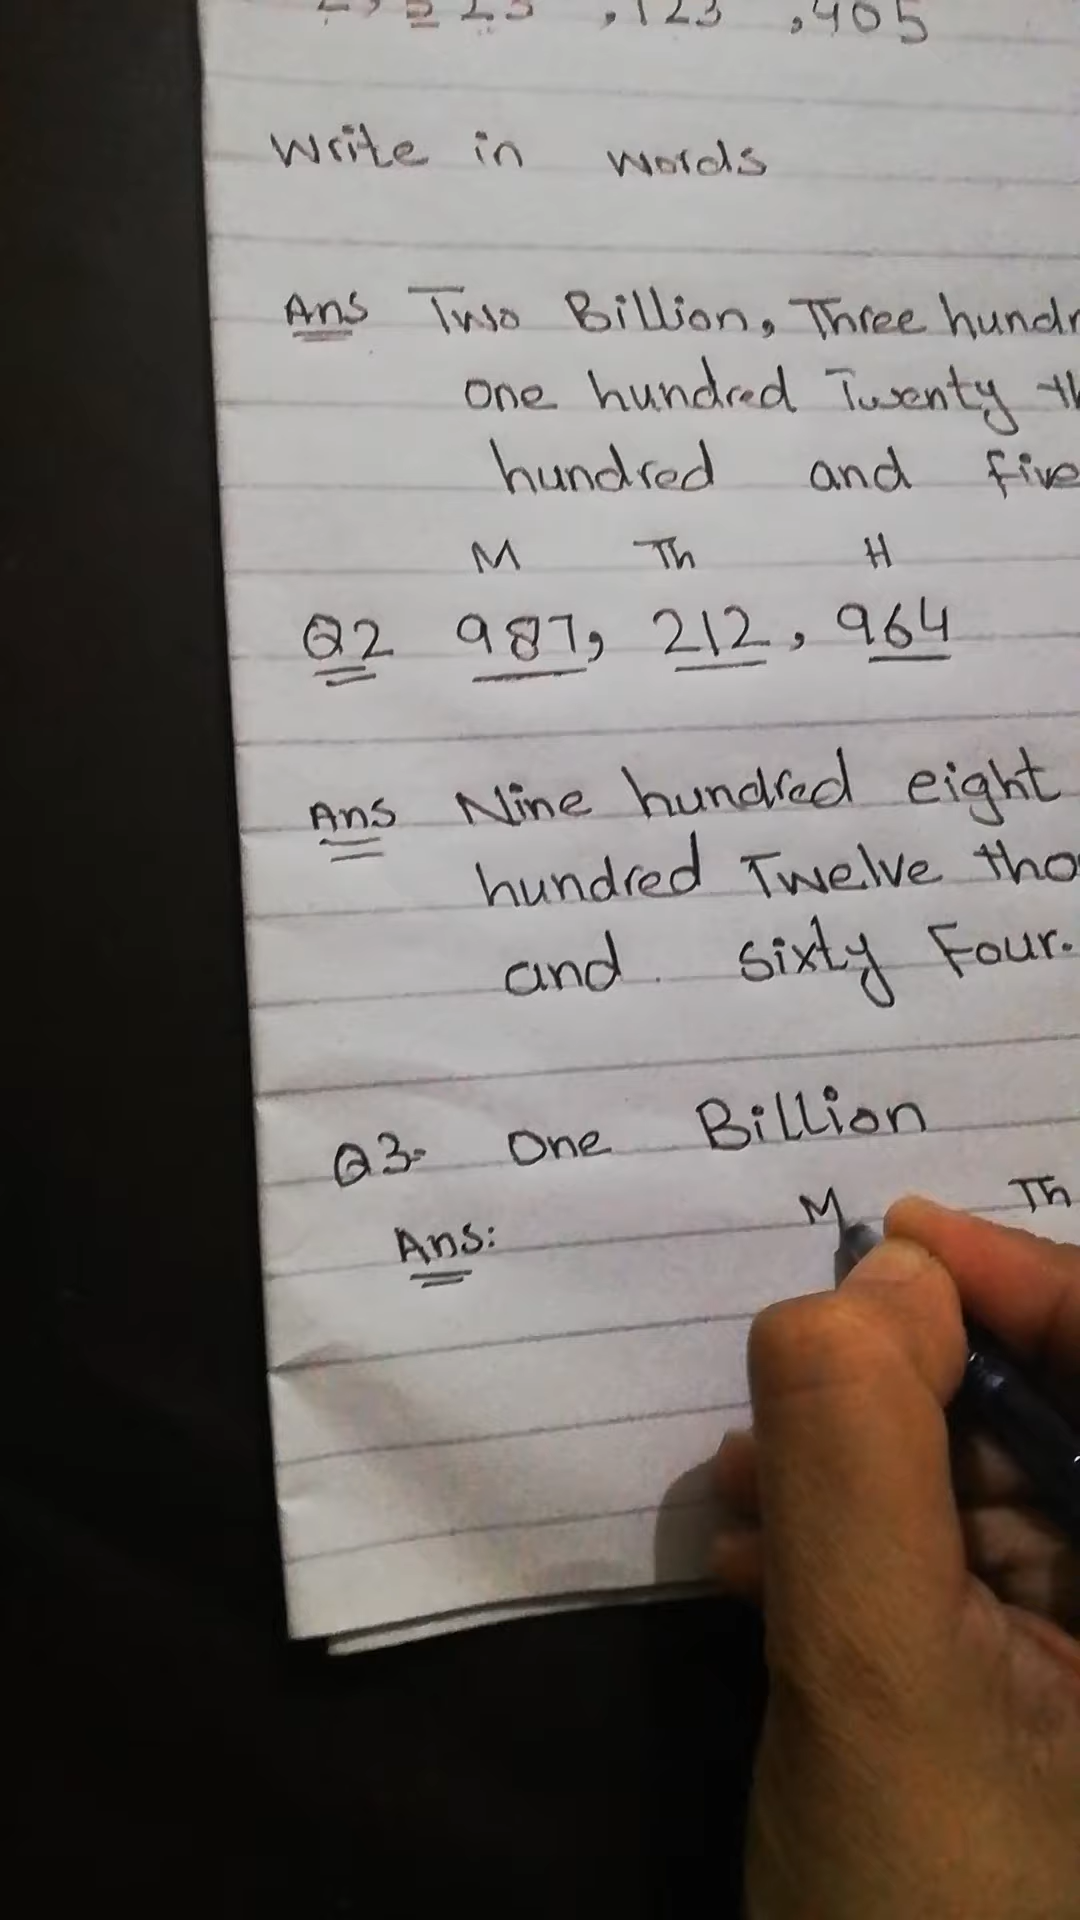 ,123 ,405
Write in words
Ans Two Billion, Three hundr
one hundred Twenty th
hundred and five
M Th H
Q2 987, 212, 964
Ans Nine hundred eight
hundred Twelve tho
and. sixty Four.
Q3- One Billion
Ans: M Th